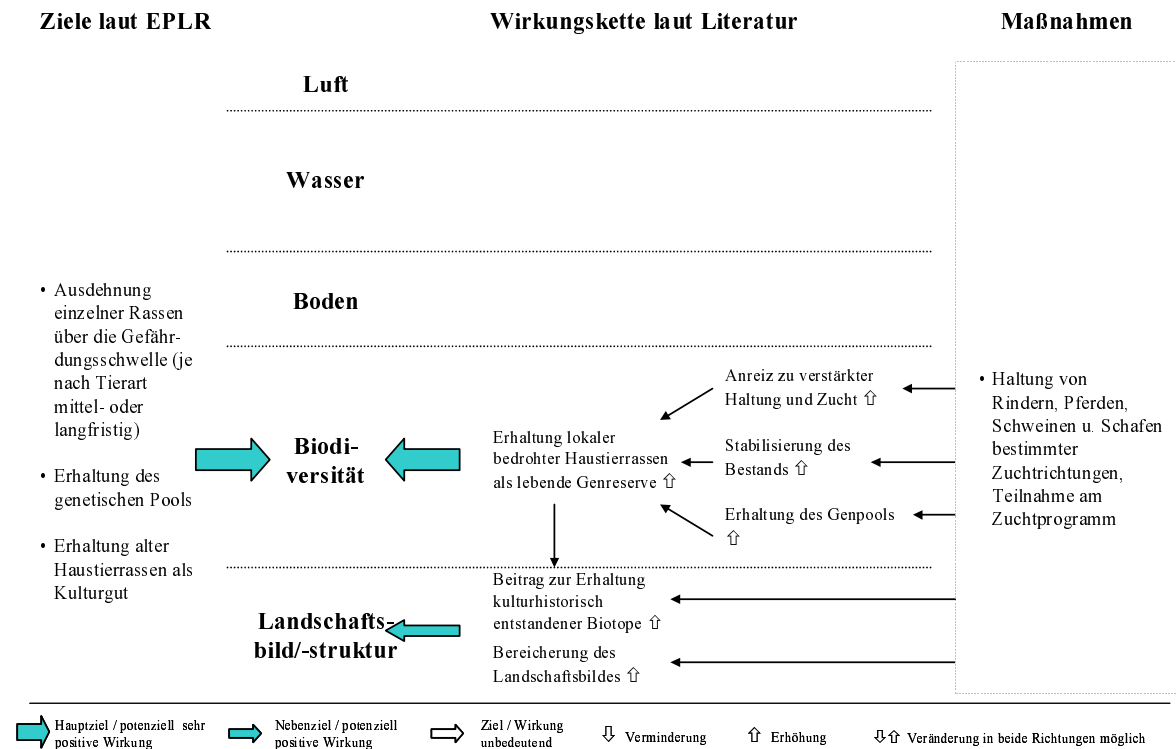 Ziele laut EPLR
Wirkungskette laut Literatur
Maßnahmen
Luft
Wasser
Boden
• Ausdehnung
einzelner Rassen
über die Gefähr-
dungsschwelle (je
nach Tierart
mittel- oder
langfristig)
• Erhaltung des
genetischen Pools
• Erhaltung alter
Haustierrassen als
Kulturgut
Biodi-
versität
Erhaltung lokaler
bedrohter Haustierrassen
als lebende Genreserve ⇧
Anreiz zu verstärkter
Haltung und Zucht ⇧
Stabilisierung des
Bestands ⇧
Erhaltung des Genpools
⇧
• Haltung von
Rindern, Pferden,
Schweinen u. Schafen
bestimmter
Zuchtrichtungen,
Teilnahme am
Zuchtprogramm
Landschafts-
bild/-struktur
Beitrag zur Erhaltung
kulturhistorisch
entstandener Biotope ⇧
Bereicherung des
Landschaftsbildes ⇧
Hauptziel / potenziell sehr
positive Wirkung
Nebenziel / potenziell
positive Wirkung
Ziel / Wirkung
unbedeutend
⇩ Verminderung
⇧ Erhöhung
⇩⇧ Veränderung in beide Richtungen möglich